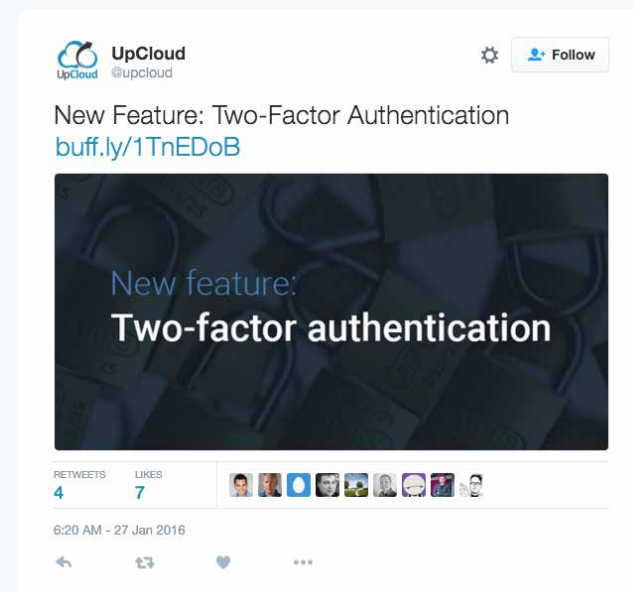 UpCloud
UpCloud
@upcloud
Follow
New Feature: Two-Factor Authentication
buff.ly/1TnEDoB
New feature:
Two-factor authentication
RETWEETS
LIKES
4
7
6:20 AM - 27 Jan 2016